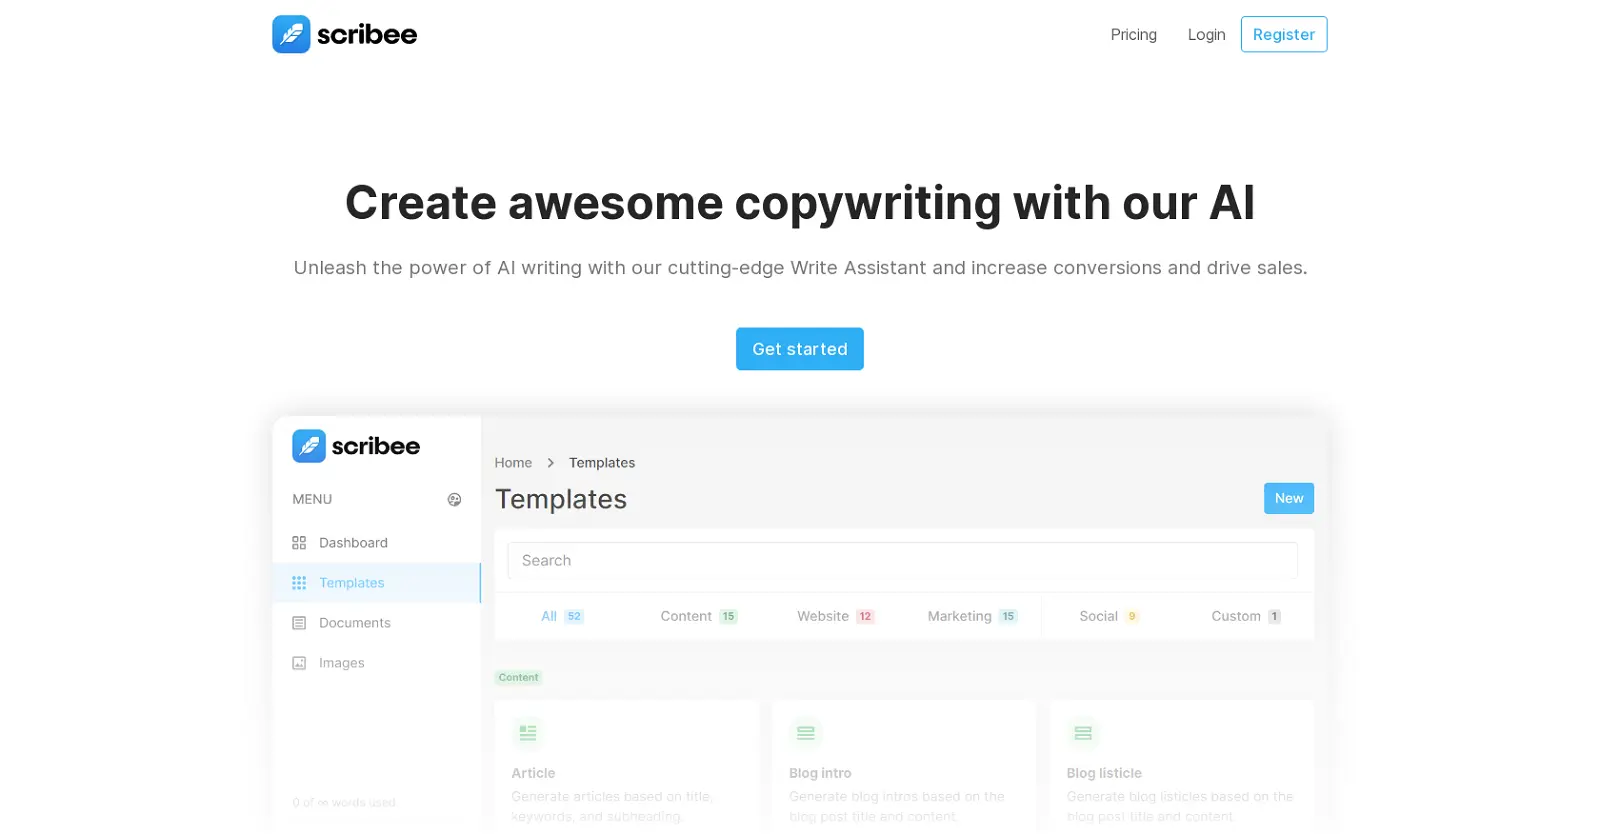 scribee
Pricing Login Register
Create awesome copywriting with our AI
Unleash the power of AI writing with our cutting-edge Write Assistant and increase conversions and drive sales.
Get started
scribee
Home > Templates
MENU
Templates
New
Dashboard
Search
Templates
All 52 Content 15 Website 12 Marketing 15 Social 9 Custom 1
Documents
Images
Content
Article
Generate articles based on title,
keywords, and subheading.
Blog intro
Generate blog intros based on the
blog post title and content.
Blog listicle
Generate blog listicles based on the
blog post title and content.
0 of ∞ words used